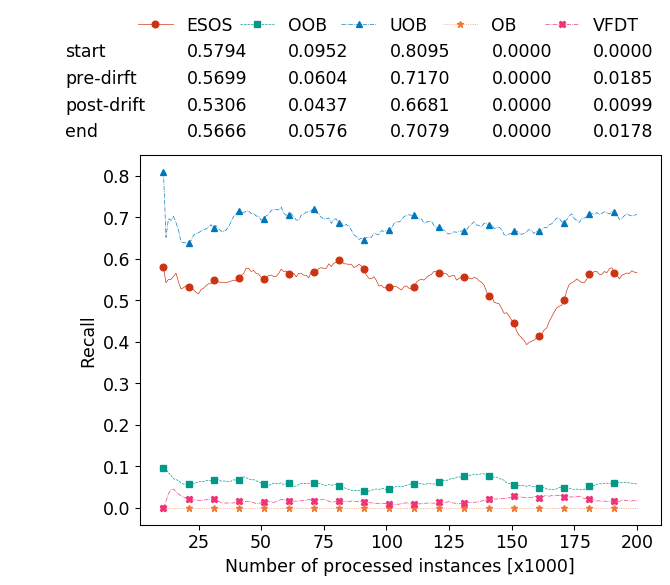 ESOS OOB UOB OB VFDT
start 0.5794 0.0952 0.8095 0.0000 0.0000
pre-dirft 0.5699 0.0604 0.7170 0.0000 0.0185
post-drift 0.5306 0.0437 0.6681 0.0000 0.0099
end 0.5666 0.0576 0.7079 0.0000 0.0178
0.8
0.7
0.6
0.5
0.4
0.3
0.2
0.1
0.0
Recall
25 50 75 100 125 150 175 200
Number of processed instances [x1000]